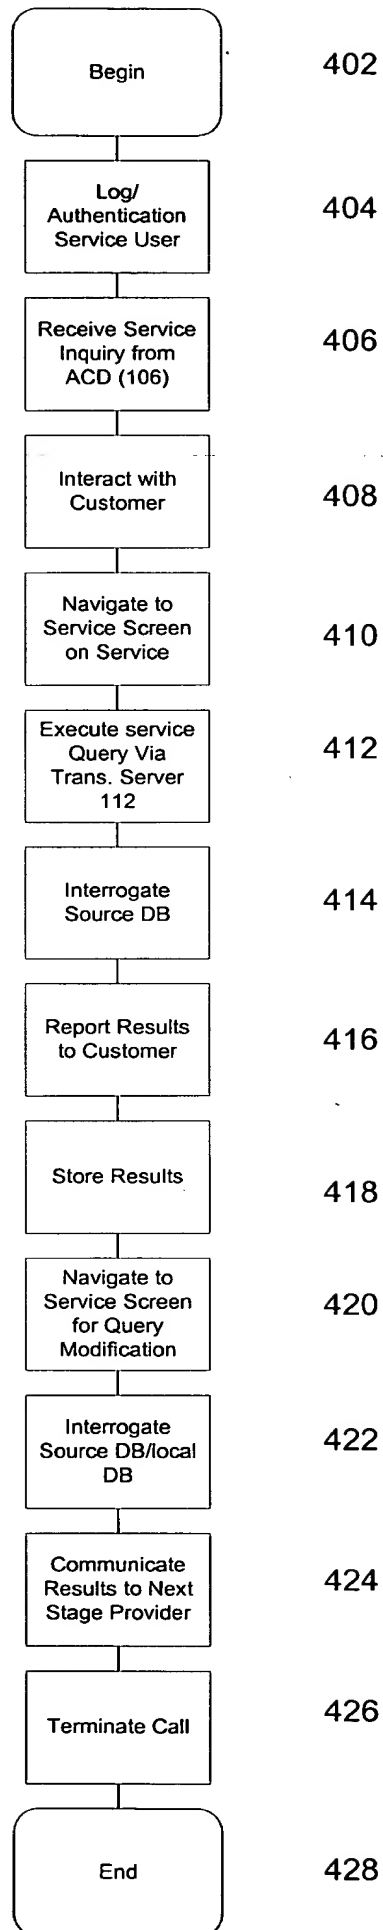 Begin
402
Log/
Authentication
Service User
404
Receive Service
Inquiry from
ACD (106)
406
Interact with
Customer
408
Navigate to
Service Screen
on Service
410
Execute service
Query Via
Trans. Server
112
412
Interrogate
Source DB
414
Report Results
to Customer
416
Store Results
418
Navigate to
Service Screen
for Query
Modification
420
Interrogate
Source DB/local
DB
422
Communicate
Results to Next
Stage Provider
424
Terminate Call
426
End
428